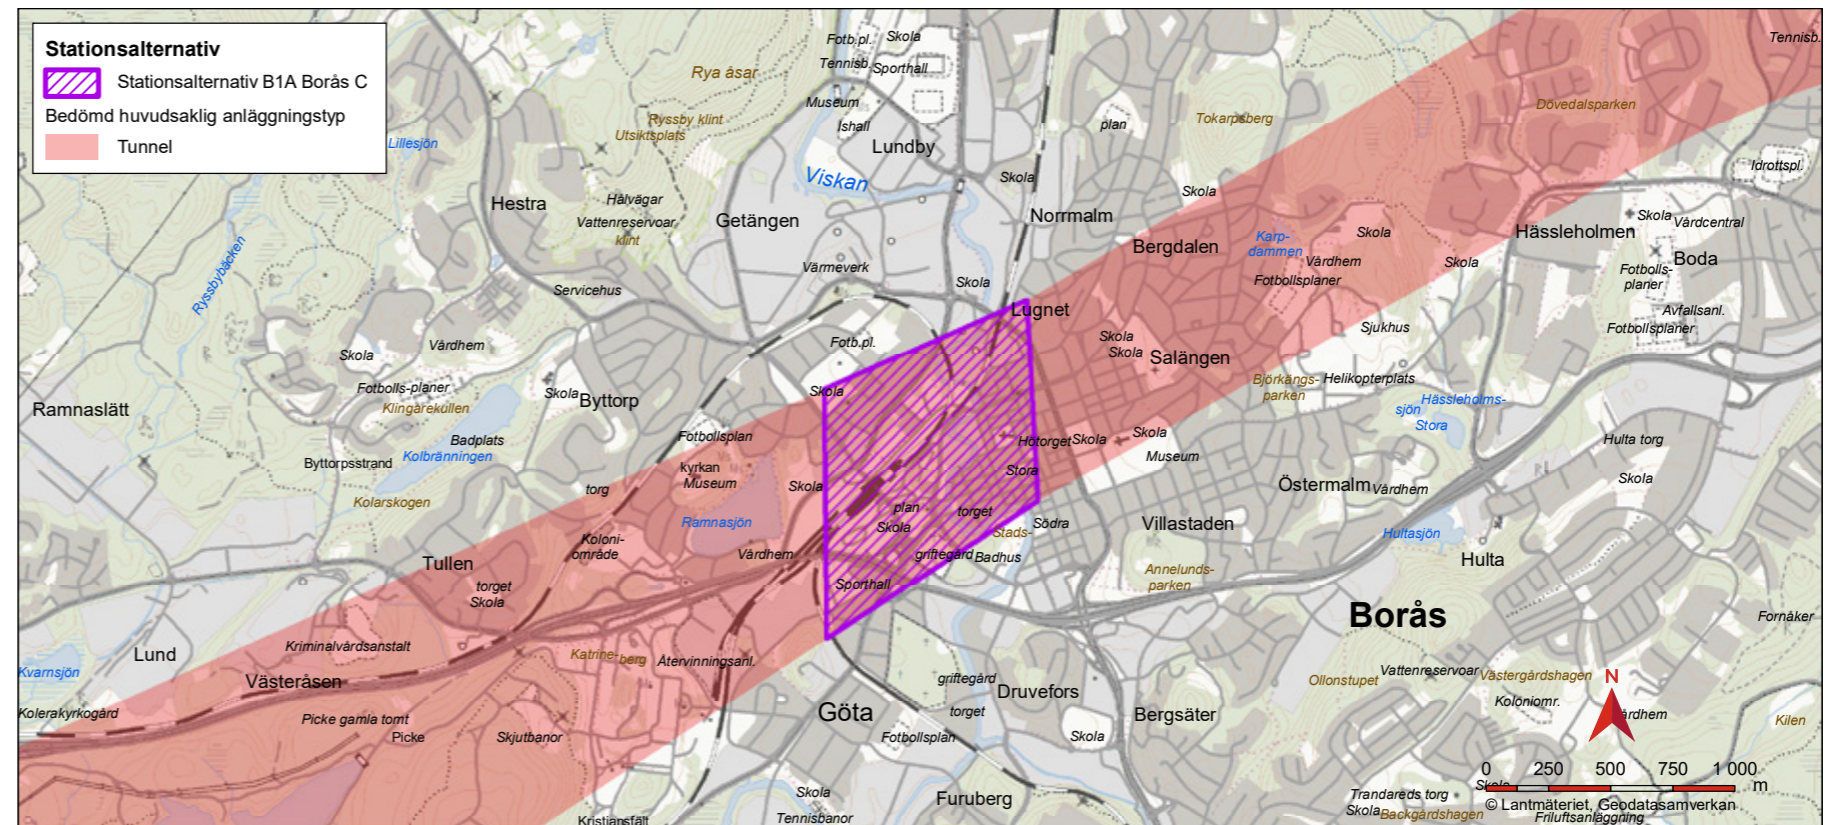 Stationsalternativ
Stationsalternativ B1A Borås C
Bedömd huvudsaklig anläggningstyp
Tunnel
Fotb.pl.
Skola
Tennisb.
Sporthall
Rya åsar
Museum
Ishall
Ryssby klint
Utsiktsplats
Lillesjön
Lundby
Viskan
plan
Tokarpsberg
Tennisb.
Dövedalsparken
Idrottspl.
Hestra
Hålvägar
Vattenreservoar
klint
Getängen
Skola
Norrmalm
Skola
Bergdalen
Karp-
dammen
Skola
Vårdhem
Fotbollsplaner
Skola
Hässleholmen
Skola
Vårdcentral
Boda
Fotbolls-
planer
Avfallsanl.
Fotbollsplaner
Ryssbybäcken
Värmeverk
Servicehus
Skola
Lugnet
Fotb.pl.
Skola
Skola
Salängen
Sjukhus
Skola
Vårdhem
Fotbolls-planer
Klingarekullen
Skola
Byttorp
Skola
Björkängs-
parken
Helikopterplats
Hässleholms-
sjön
Stora
Ramnaslätt
Badplats
Kolbränningen
Byttorpsstrand
Kolarskogen
Fotbollsplan
kyrkan
Museum
Skola
torg
Ramnasjön
Hötorget
Skola
Skola
Museum
Stora
Hulta torg
Skola
Östermalm
Vårdhem
plan
Skola
torget
Stads-
Södra
Villastaden
Hultasjön
Hulta
Koloni-
område
Tullen
torget
Skola
Vårdhem
griftegård
Badhus
Sporthall
Annelunds-
parken
Borås
Fornåker
Kvarnsjön
Lund
Kriminalvårdsanstalt
Västeråsen
Katrine-
berg
Återvinningsanl.
griftegård
Druvefors
torget
Bergsäter
Vattenreservoar
Ollonstupet
Västergårdshagen
Koloniomr.
N
Kilen
Kolerakyrkogård
Picke gamla tomt
Picke
Skjutbanor
Göta
Fotbollsplan
Skola
0 250 500 750 1 000
m
Skola
Tennisbanor
Furuberg
Kristiansfält
Trandareds torg
Skola
Backgårdshagen
© Lantmäteriet, Geodatasamverkan
Friluftsanläggning